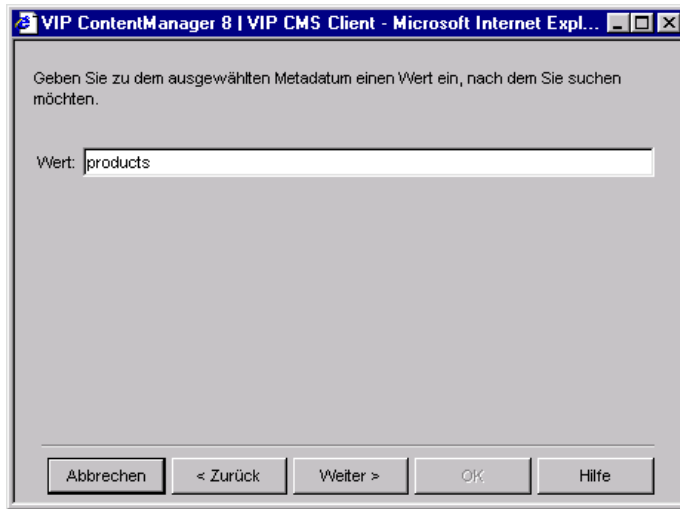 VIP ContentManager 8 | VIP CMS Client - Microsoft Internet Expl...
Geben Sie zu dem ausgewählten Metadatum einen Wert ein, nach dem Sie suchen
möchten.
Wert: products
Abbrechen < Zurück Weiter > OK Hilfe